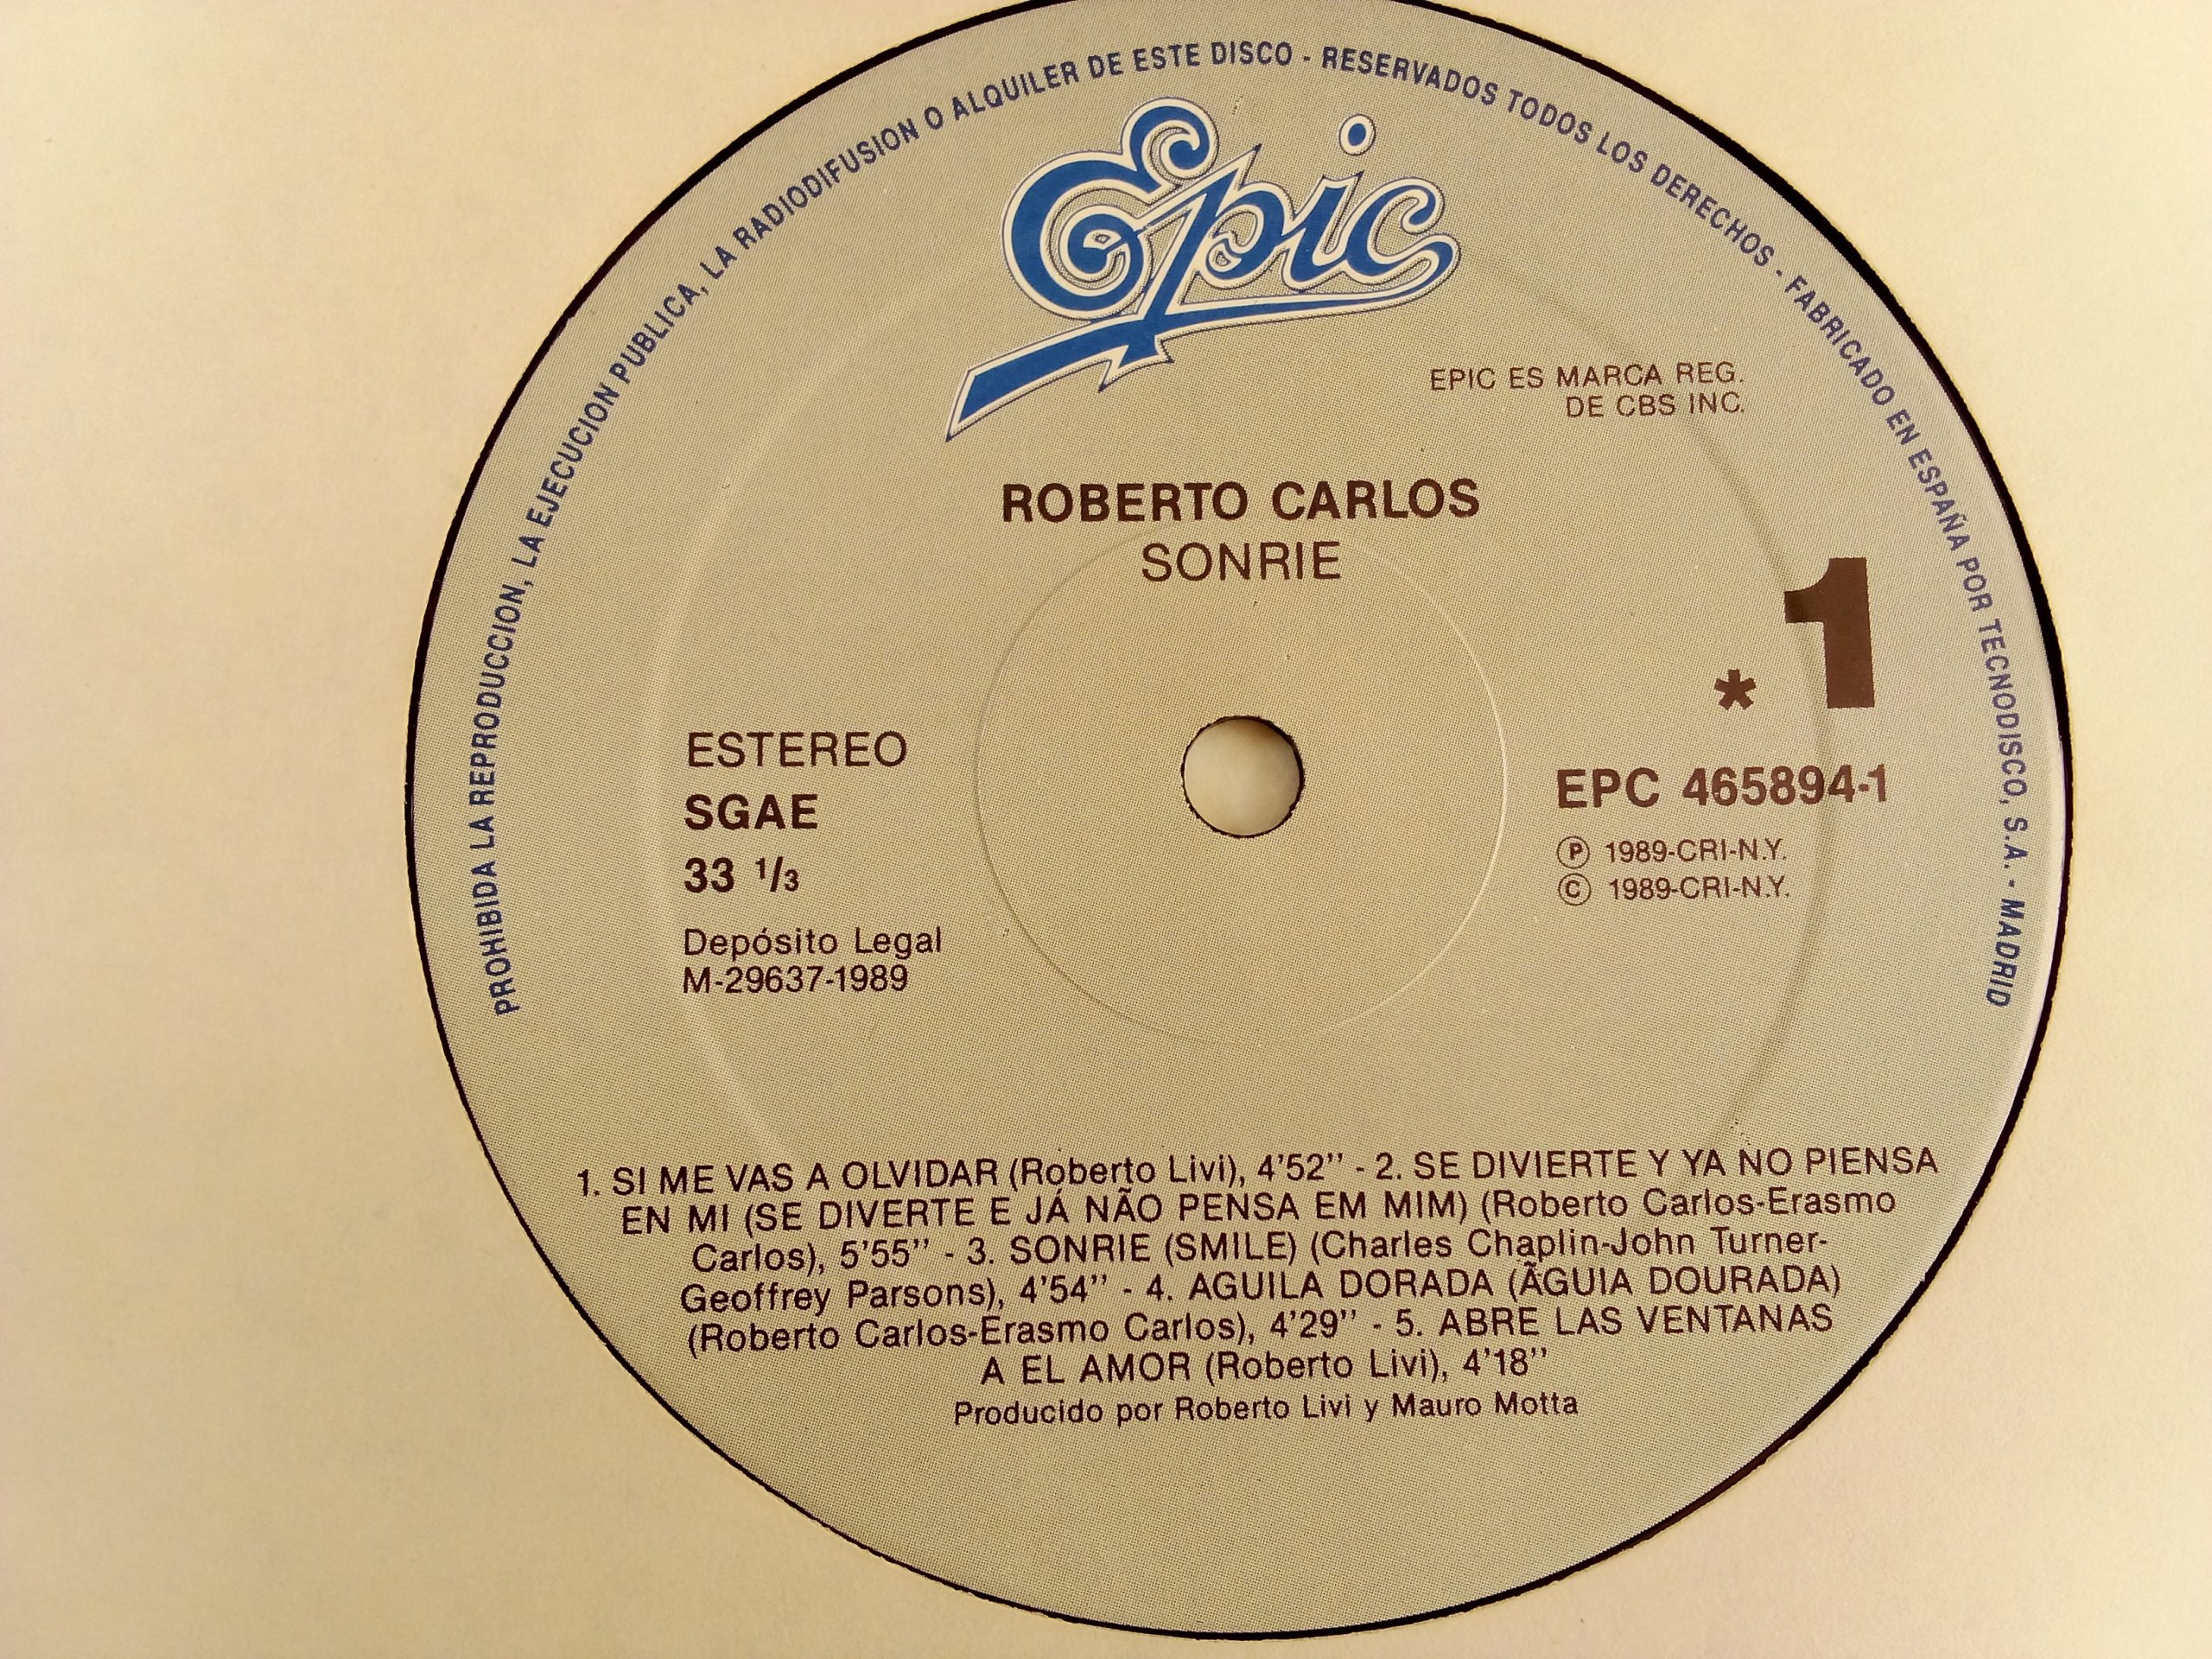 PROHIBIDA LA REPRODUCCION, LA EJECUCION PUBLICA, LA RADIODIFUSION O ALQUILER DE ESTE DISCO - RESERVADOS TODOS LOS DERECHOS - FABRICADO EN ESPAÑA POR TECNODISCO, S.A. - MADRID
Epic
EPIC ES MARCA REG.
DE CBS INC.
ROBERTO CARLOS
SONRIE
* 1
ESTEREO
SGAE
33 1/3
Depósito Legal
M-29637-1989
EPC 465894-1
Ⓟ 1989-CRI-N.Y.
© 1989-CRI-N.Y.
1. SI ME VAS A OLVIDAR (Roberto Livi), 4'52'' - 2. SE DIVIERTE Y YA NO PIENSA
EN MI (SE DIVERTE E JÁ NÃO PENSA EM MIM) (Roberto Carlos-Erasmo
Carlos), 5'55'' - 3. SONRIE (SMILE) (Charles Chaplin-John Turner-
Geoffrey Parsons), 4'54'' - 4. AGUILA DORADA (ÃGUIA DOURADA)
(Roberto Carlos-Erasmo Carlos), 4'29'' - 5. ABRE LAS VENTANAS
A EL AMOR (Roberto Livi), 4'18''
Producido por Roberto Livi y Mauro Motta